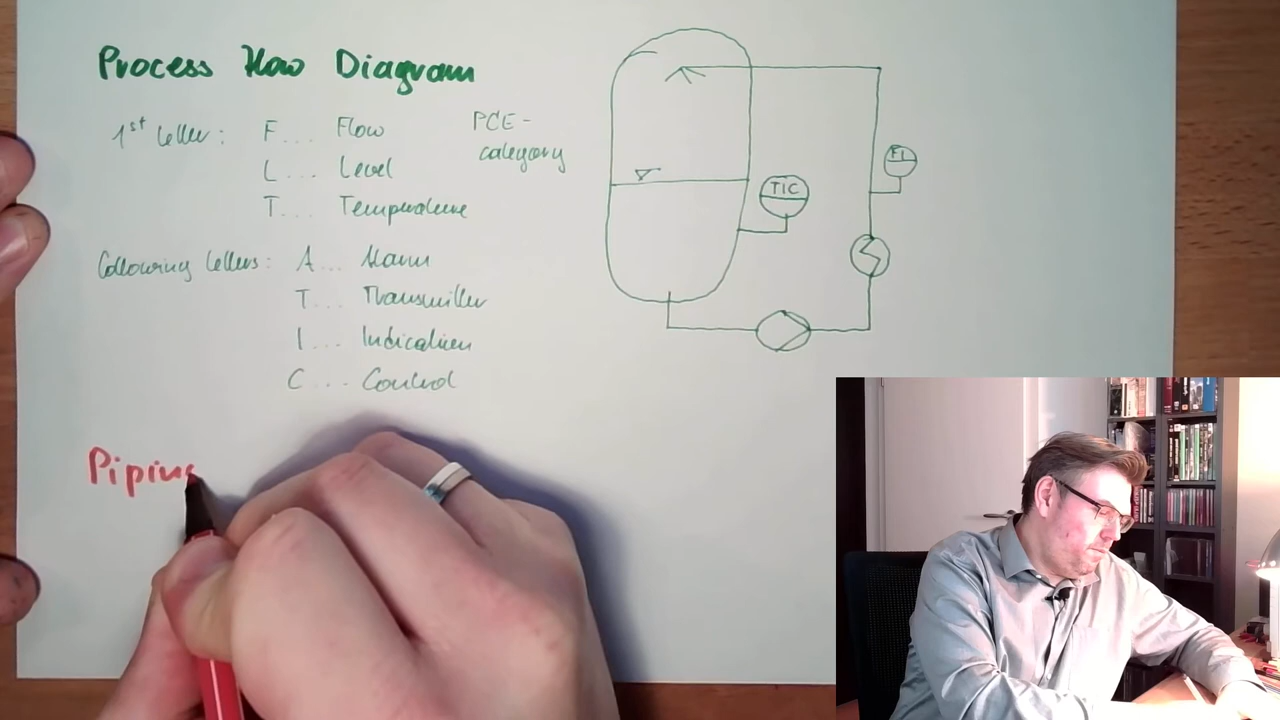 Process Flow Diagram
1st letter: F... Flow
PCE-
category
L... Level
T... Temperature
following letters: A... Alarm
T... Transmitter
I... Indication
C... Control
Piping
TIC
FI